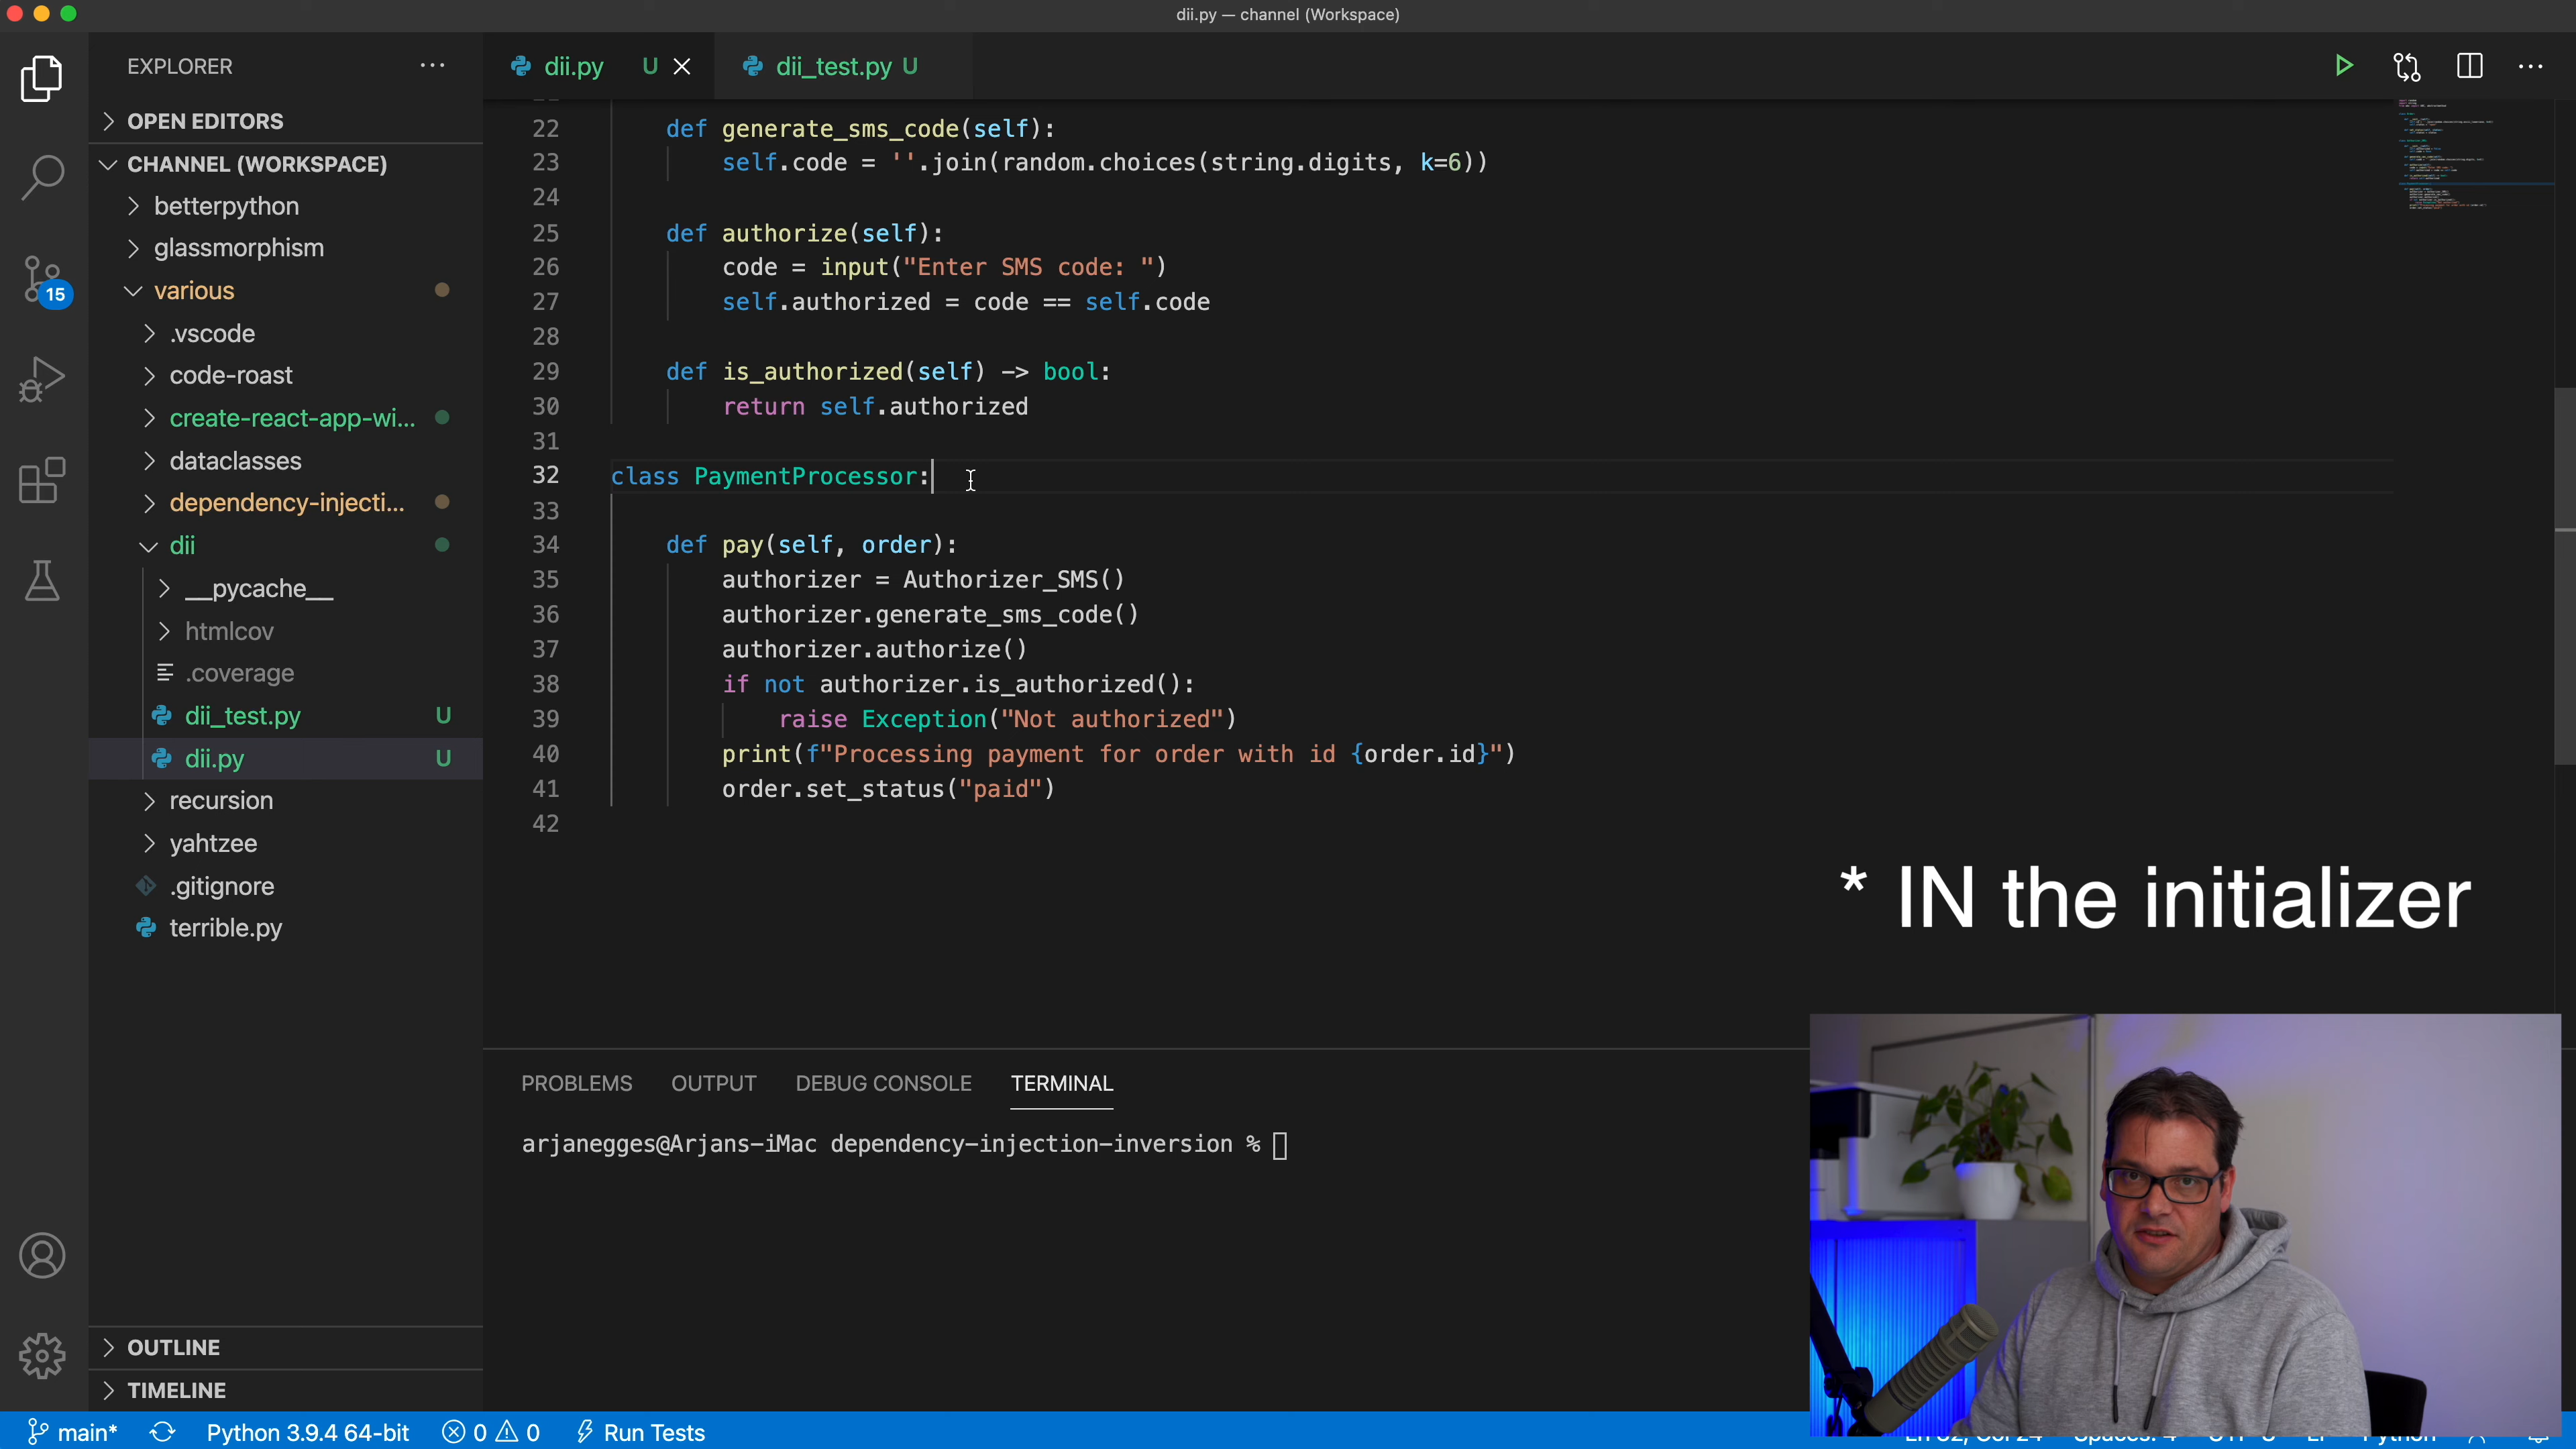 dii.py — channel (Workspace)
EXPLORER
dii.py U
dii_test.py U
OPEN EDITORS
CHANNEL (WORKSPACE)
betterpython
glassmorphism
various
.vscode
code-roast
create-react-app-wi...
dataclasses
dependency-injecti...
dii
__pycache__
htmlcov
.coverage
dii_test.py U
dii.py U
recursion
yahtzee
.gitignore
terrible.py
OUTLINE
TIMELINE
15
22 def generate_sms_code(self):
23 self.code = ''.join(random.choices(string.digits, k=6))
24
25 def authorize(self):
26 code = input("Enter SMS code: ")
27 self.authorized = code == self.code
28
29 def is_authorized(self) -> bool:
30 return self.authorized
31
32 class PaymentProcessor:
33
34 def pay(self, order):
35 authorizer = Authorizer_SMS()
36 authorizer.generate_sms_code()
37 authorizer.authorize()
38 if not authorizer.is_authorized():
39 raise Exception("Not authorized")
40 print(f"Processing payment for order with id {order.id}")
41 order.set_status("paid")
42
* IN the initializer
PROBLEMS OUTPUT DEBUG CONSOLE TERMINAL
arjanegges@Arjans-iMac dependency-injection-inversion %
main* Python 3.9.4 64-bit 0 0 Run Tests